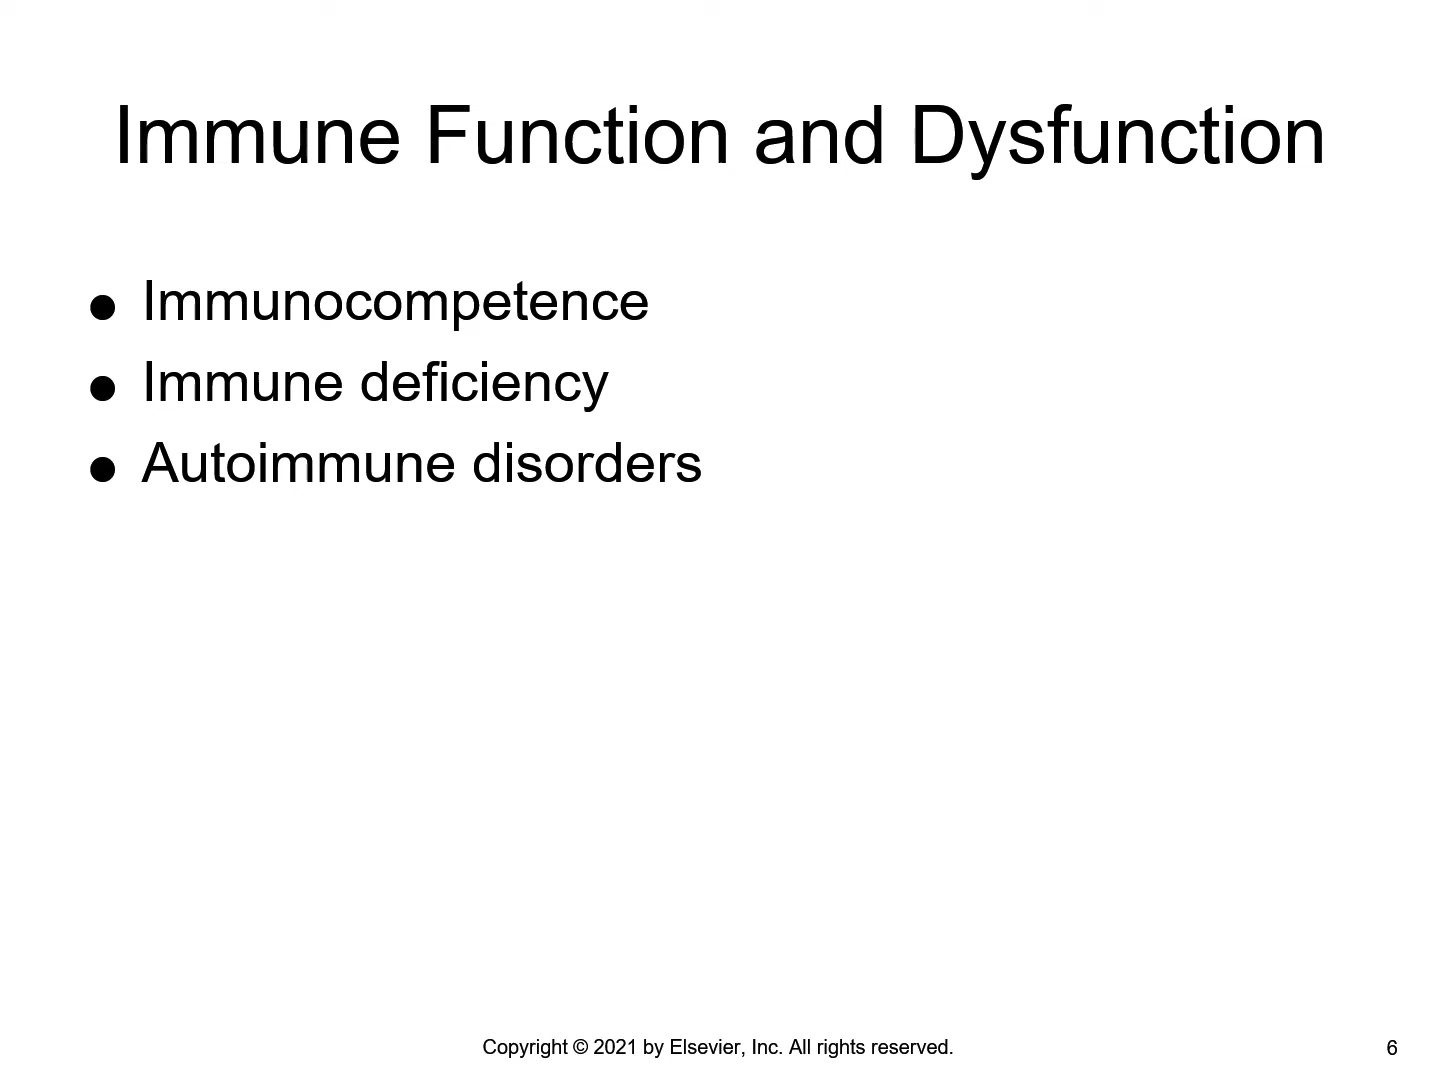 Immune Function and Dysfunction
● Immunocompetence
● Immune deficiency
● Autoimmune disorders
Copyright © 2021 by Elsevier, Inc. All rights reserved.
6